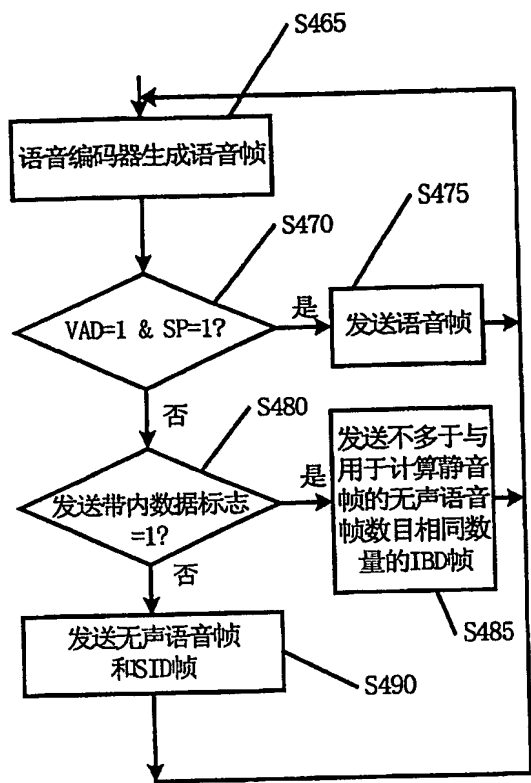 S465
语音编码器生成语音帧
S470
S475
VAD=1 & SP=1?
是
发送语音帧
否
S480
发送带内数据标志
=1?
是
发送不多于与
用于计算静音
帧的无声语音
帧数目相同数
量的IBD帧
S485
否
发送无声语音帧
和SID帧
S490